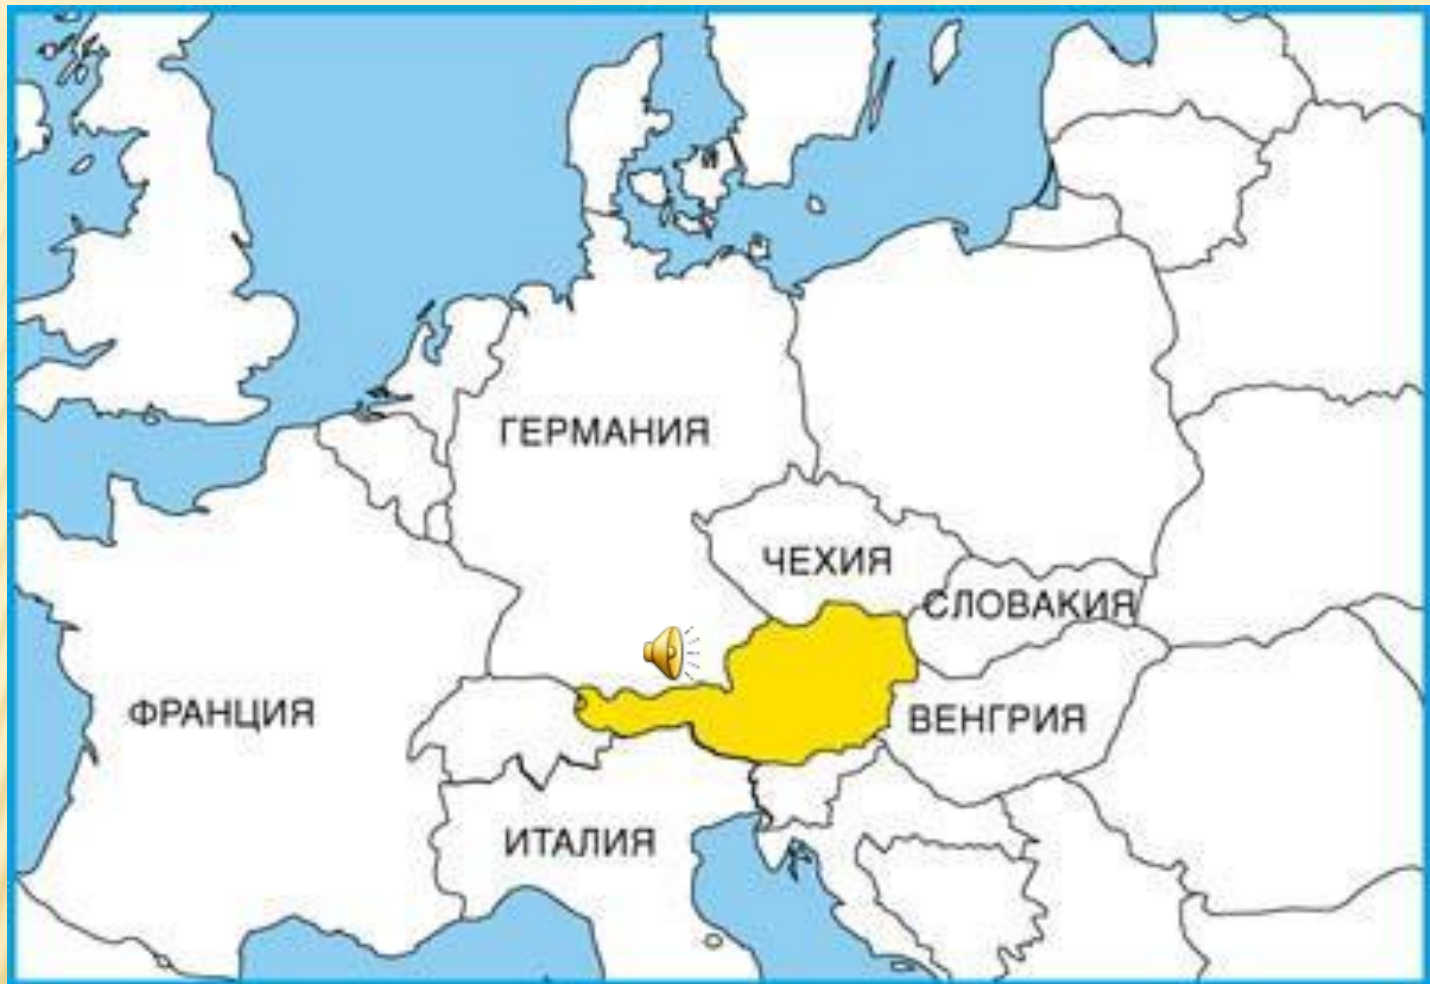 ГЕРМАНИЯ
ЧЕХИЯ
СЛОВАКИЯ
ФРАНЦИЯ
ВЕНГРИЯ
ИТАЛИЯ